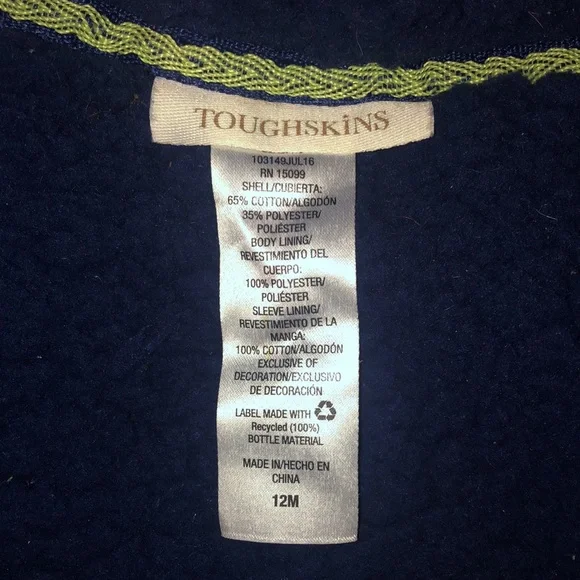 TOUGHSKiNS
103149JUL16
RN 15099
SHELL/CUBIERTA:
65% COTTON/ALGODÓN
35% POLYESTER/
POLIÉSTER
BODY LINING/
REVESTIMIENTO DEL
CUERPO:
100% POLYESTER/
POLIÉSTER
SLEEVE LINING/
REVESTIMIENTO DE LA
MANGA:
100% COTTON/ALGODÓN
EXCLUSIVE OF
DECORATION/EXCLUSIVO
DE DECORACIÓN
LABEL MADE WITH
Recycled (100%)
BOTTLE MATERIAL
MADE IN/HECHO EN
CHINA
12M